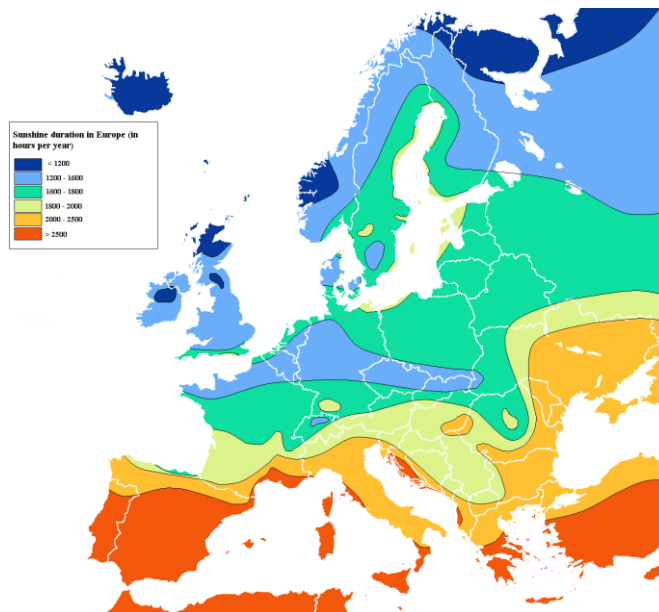 Sunshine duration in Europe (in
hours per year)
< 1200
1200 - 1600
1600 - 1800
1800 - 2000
2000 - 2500
> 2500